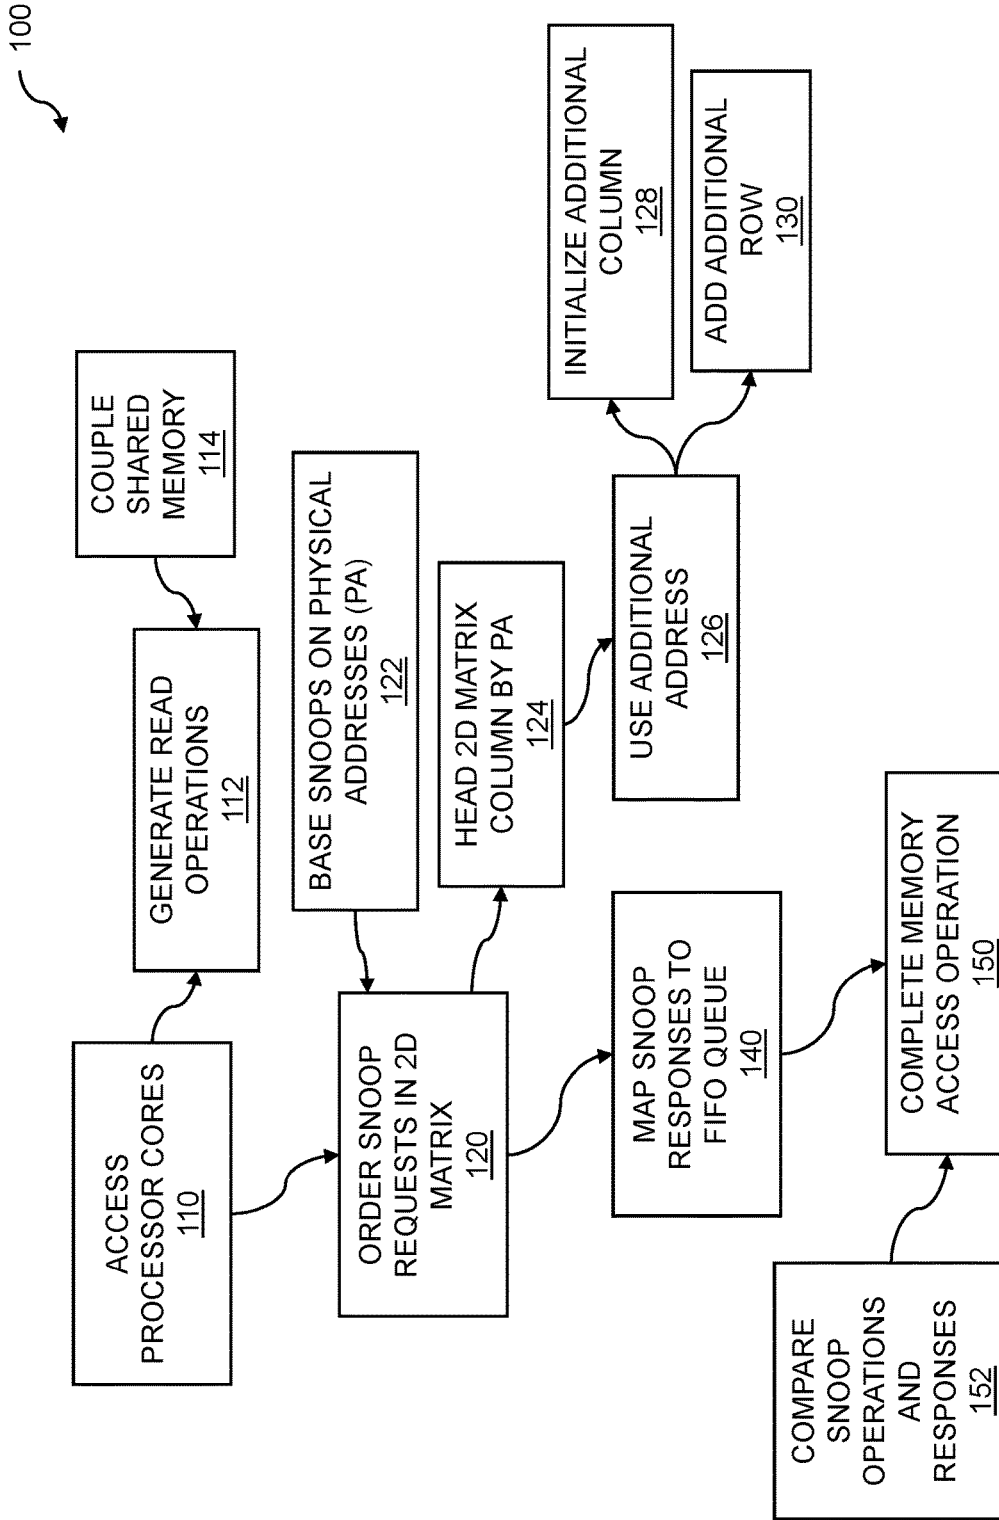 100
ACCESS
PROCESSOR CORES
110
GENERATE READ
OPERATIONS
112
COUPLE
SHARED
MEMORY
114
BASE SNOOPS ON PHYSICAL
ADDRESSES (PA)
122
ORDER SNOOP
REQUESTS IN 2D
MATRIX
120
HEAD 2D MATRIX
COLUMN BY PA
124
USE ADDITIONAL
ADDRESS
126
INITIALIZE ADDITIONAL
COLUMN
128
ADD ADDITIONAL
ROW
130
MAP SNOOP
RESPONSES TO
FIFO QUEUE
140
COMPARE
SNOOP
OPERATIONS
AND
RESPONSES
152
COMPLETE MEMORY
ACCESS OPERATION
150